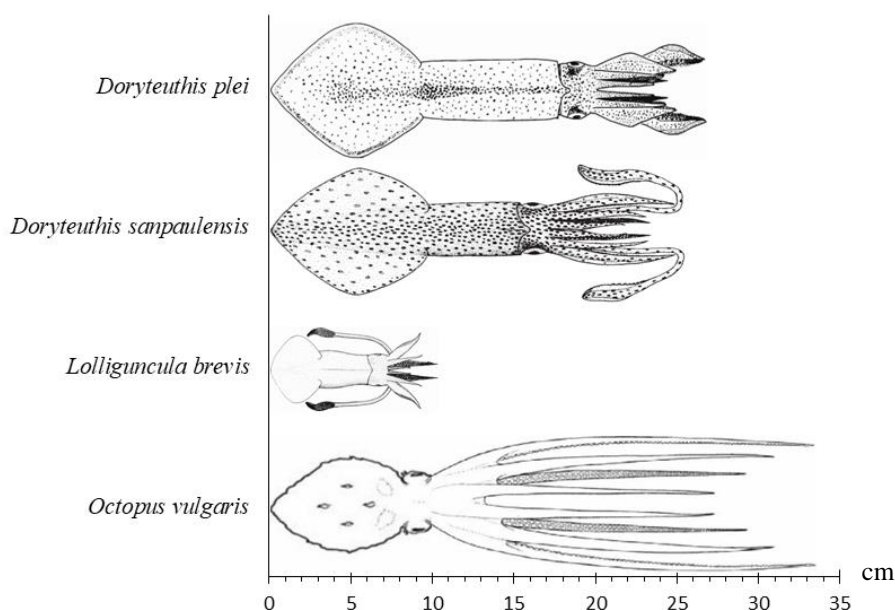 Doryteuthis plei
Doryteuthis sanpaulensis
Lolliguncula brevis
Octopus vulgaris
cm
0 5 10 15 20 25 30 35